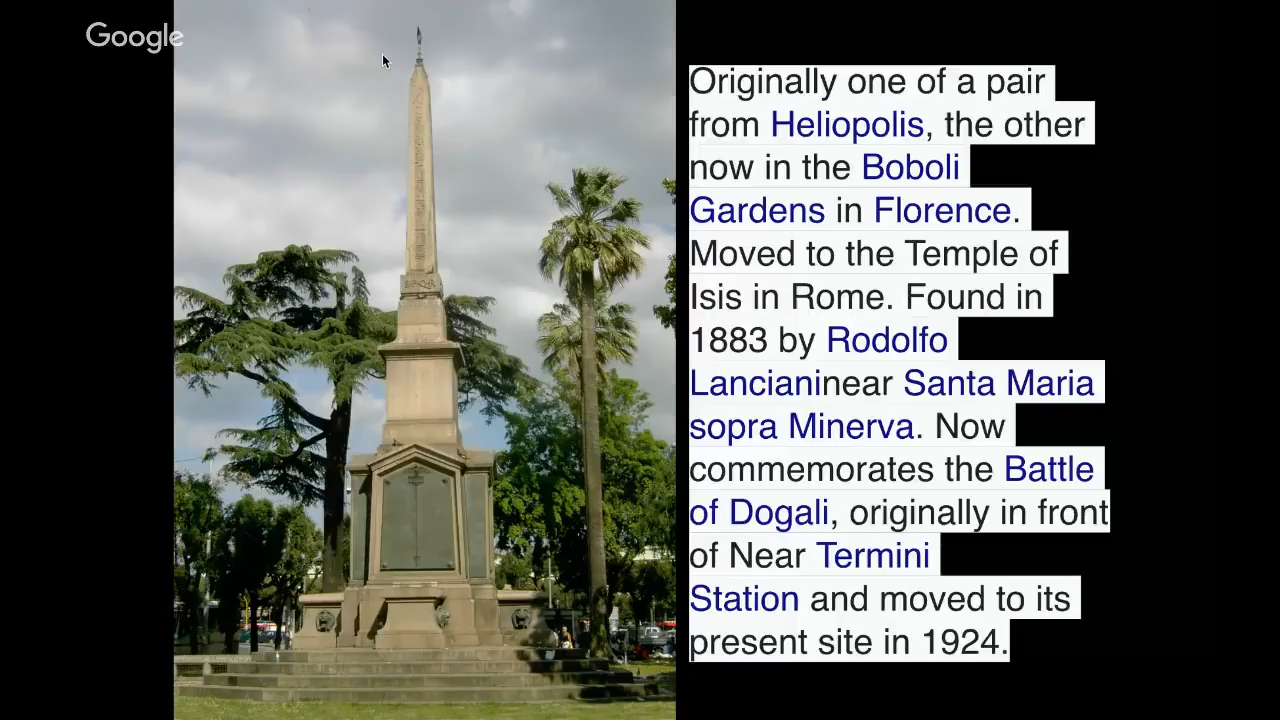 Google
Originally one of a pair
from Heliopolis, the other
now in the Boboli
Gardens in Florence.
Moved to the Temple of
Isis in Rome. Found in
1883 by Rodolfo
Lancianinear Santa Maria
sopra Minerva. Now
commemorates the Battle
of Dogali, originally in front
of Near Termini
Station and moved to its
present site in 1924.